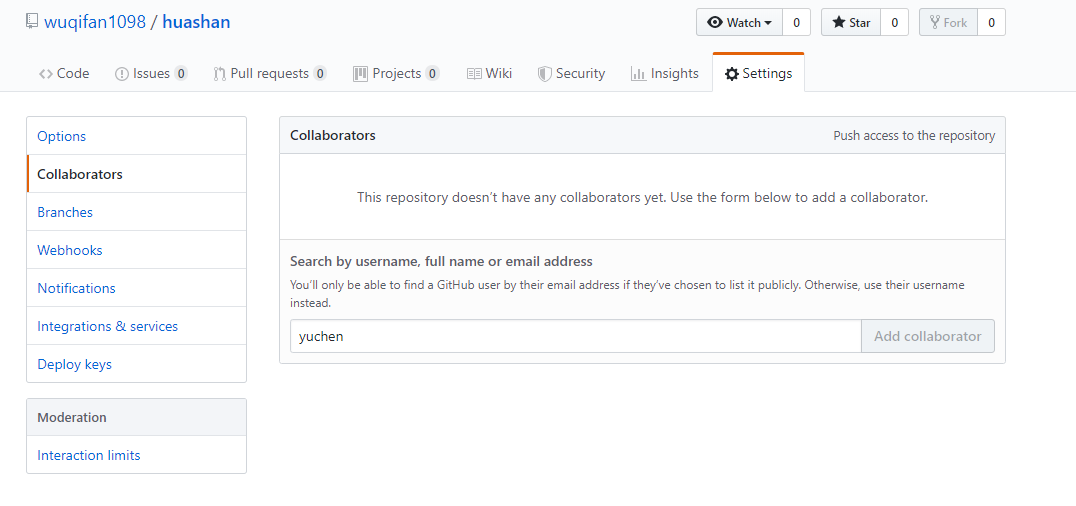 wuqifan1098 / huashan
Watch 0 Star 0 Fork 0
Code Issues 0 Pull requests 0 Projects 0 Wiki Security Insights Settings
Options
Collaborators
Branches
Webhooks
Notifications
Integrations & services
Deploy keys
Moderation
Interaction limits
Collaborators Push access to the repository
This repository doesn't have any collaborators yet. Use the form below to add a collaborator.
Search by username, full name or email address
You'll only be able to find a GitHub user by their email address if they've chosen to list it publicly. Otherwise, use their username
instead.
yuchen Add collaborator